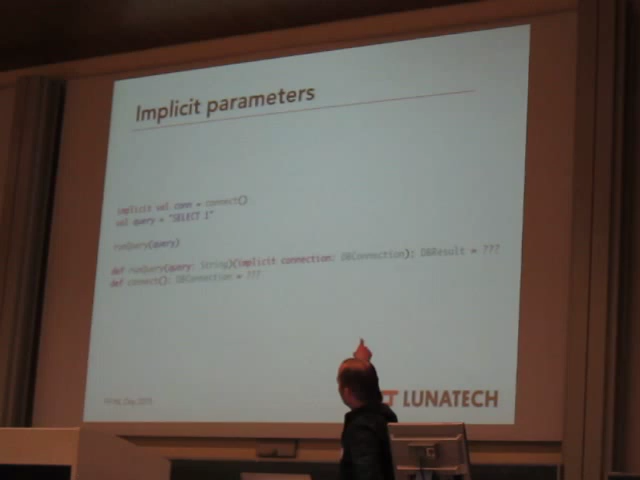 Implicit parameters
implicit val conn = connect()
val query = "SELECT 1"
runQuery(query)
def runQuery(query: String)(implicit connection: DBConnection): DBResult = ???
def connect(): DBConnection = ???
Day
LUNATECH